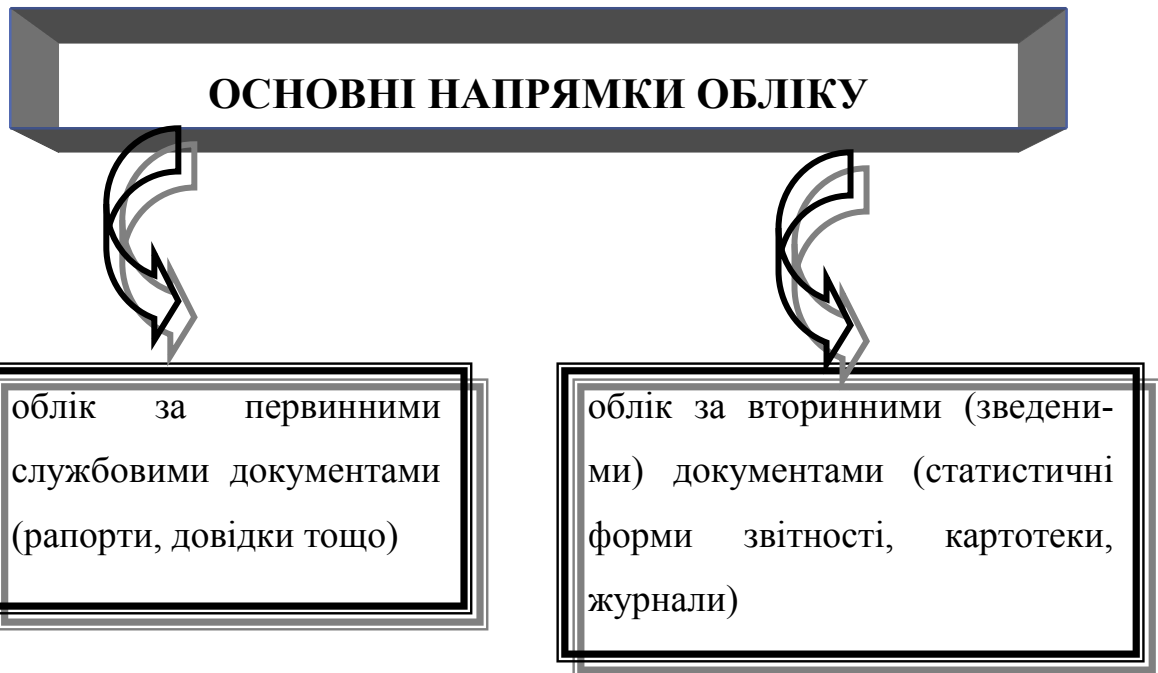 ОСНОВНІ НАПРЯМКИ ОБЛІКУ
облік за первинними
службовими документами
(рапорти, довідки тощо)
облік за вторинними (зведени-
ми) документами (статистичні
форми звітності, картотеки,
журнали)